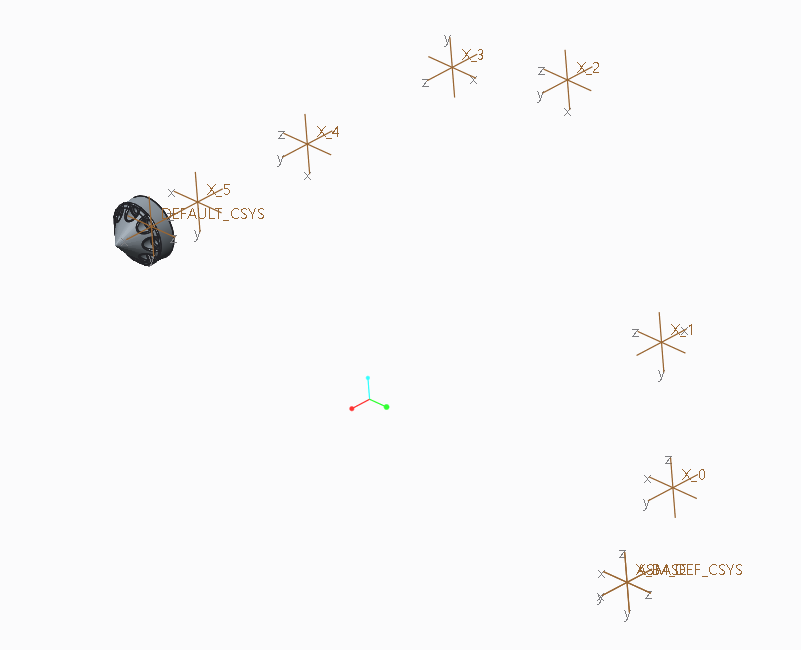 y
X_3
z
x
z
X_2
y
x
z
X_4
y
x
x
X_5
y
DEFAULT_CSYS
z
z
X_1
x
y
z
X_0
x
y
z
ASM_DEF_CSYS
x
y
x
z
y